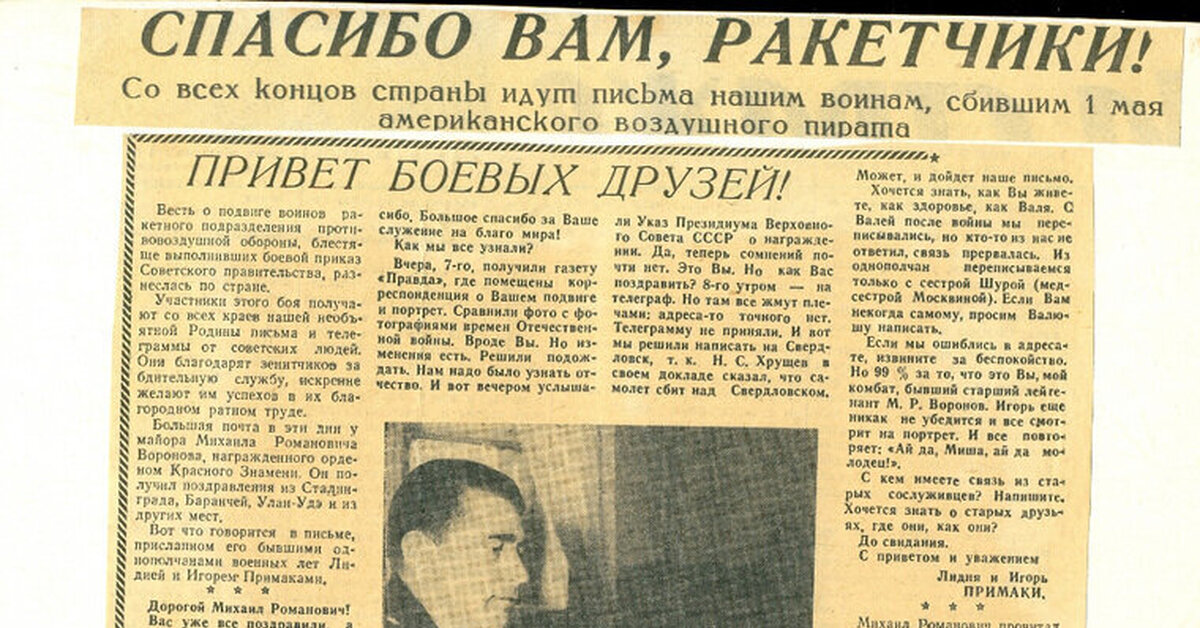 СПАСИБО ВАМ, РАКЕТЧИКИ!
Со всех концов страны идут письма нашим воинам, сбившим 1 мая
американского воздушного пирата
ПРИВЕТ БОЕВЫХ ДРУЗЕЙ!
Весть о подвиге воинов ра-
кетного подразделения проти-
вовоздушной обороны, блестя-
ще выполнивших боевой приказ
Советского правительства, раз-
неслась по стране.
Участники этого боя получа-
ют со всех краев нашей необъ-
ятной Родины письма и теле-
граммы от советских людей.
Они благодарят зенитчиков за
бдительную службу, искренне
желают им успехов в их бла-
городном ратном труде.
Большая почта в эти дни у
майора Михаила Романовича
Воронова, награжденного орде-
ном Красного Знамени. Он по-
лучил поздравления из Сталин-
града, Баранчей, Улан-Удэ и из
других мест.
Вот что говорится в письме,
присланном его бывшими од-
нополчанами военных лет Ли-
дией и Игорем Примаками.
* * *
Дорогой Михаил Романович!
Вас уже все поздравили, а
сибо. Большое спасибо за Ваше
служение на благо мира!
Как мы все узнали?
Вчера, 7-го, получили газету
«Правда», где помещены кор-
респонденция о Вашем подвиге
и портрет. Сравнили фото с фо-
тографиями времен Отечествен-
ной войны. Вроде Вы. Но из-
менения есть. Решили подож-
дать. Нам надо было узнать от-
чество. И вот вечером услыша-
ли Указ Президиума Верховно-
го Совета СССР о награжде-
нии. Да, теперь сомнений по-
чти нет. Это Вы. Но как Вас
поздравить? 8-го утром — на
телеграф. Но там все жмут пле-
чами: адреса-то точного нет.
Телеграмму не приняли. И вот
мы решили написать на Сверд-
ловск, т. к. Н. С. Хрущев в
своем докладе сказал, что са-
молет сбит над Свердловском.
Может, и дойдет наше письмо.
Хочется знать, как Вы живе-
те, как здоровье, как Валя. С
Валей после войны мы пере-
писывались, но кто-то из нас не
ответил, связь прервалась. Из
однополчан переписываемся
только с сестрой Шурой (мед-
сестрой Москвиной). Если Вам
некогда самому, просим Валю-
шу написать.
Если мы ошиблись в адреса-
те, извините за беспокойство.
Но 99 % за то, что это Вы, мой
комбат, бывший старший лейте-
нант М. Р. Воронов. Игорь еще
никак не убедится и все смот-
рит на портрет. И все повто-
ряет: «Ай да, Миша, ай да мо-
лодец!».
С кем имеете связь из ста-
рых сослуживцев? Напишите.
Хочется знать о старых друзь-
ях, где они, как они?
До свидания.
С приветом и уважением
Лидия и Игорь
ПРИМАКИ.
* * *
Михаил Романович прочитал